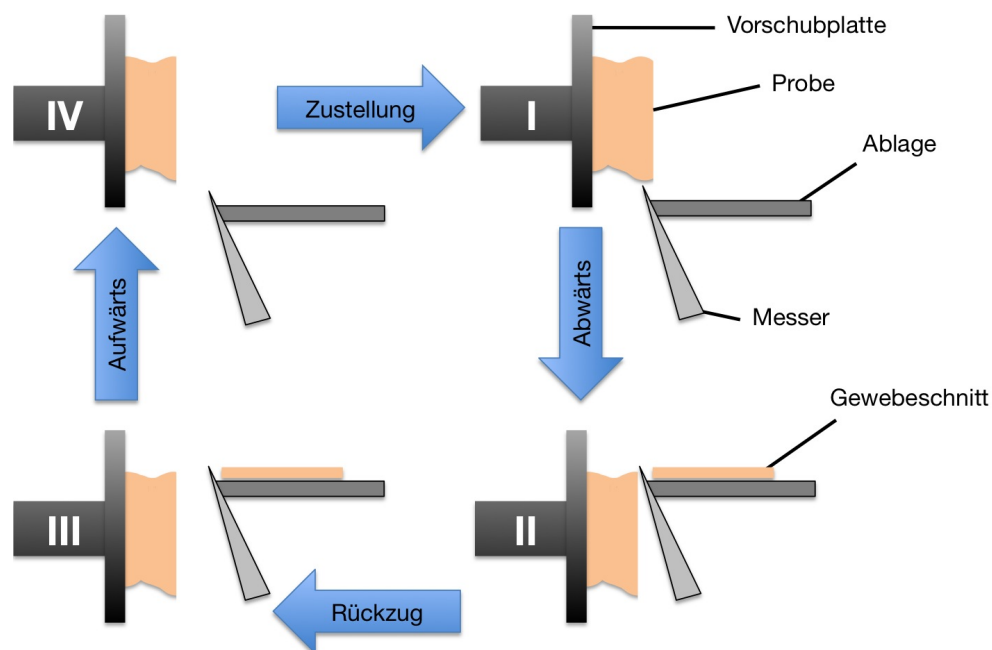 Vorschubplatte
Probe
IV
Zustellung
I
Ablage
Aufwärts
Abwärts
Messer
Gewebeschnitt
III
II
Rückzug